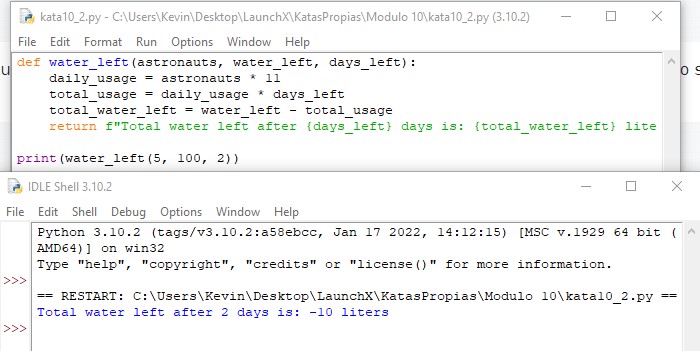 kata10_2.py - C:\Users\Kevin\Desktop\LaunchX\KatasPropias\Modulo 10\kata10_2.py (3.10.2)
File Edit Format Run Options Window Help
def water_left(astronauts, water_left, days_left):
    daily_usage = astronauts * 11
    total_usage = daily_usage * days_left
    total_water_left = water_left - total_usage
    return f"Total water left after {days_left} days is: {total_water_left} lite
print(water_left(5, 100, 2))
IDLE Shell 3.10.2
File Edit Shell Debug Options Window Help
Python 3.10.2 (tags/v3.10.2:a58ebcc, Jan 17 2022, 14:12:15) [MSC v.1929 64 bit (
AMD64)] on win32
Type "help", "copyright", "credits" or "license()" for more information.
>>>
== RESTART: C:\Users\Kevin\Desktop\LaunchX\KatasPropias\Modulo 10\kata10_2.py ==
Total water left after 2 days is: -10 liters
>>>